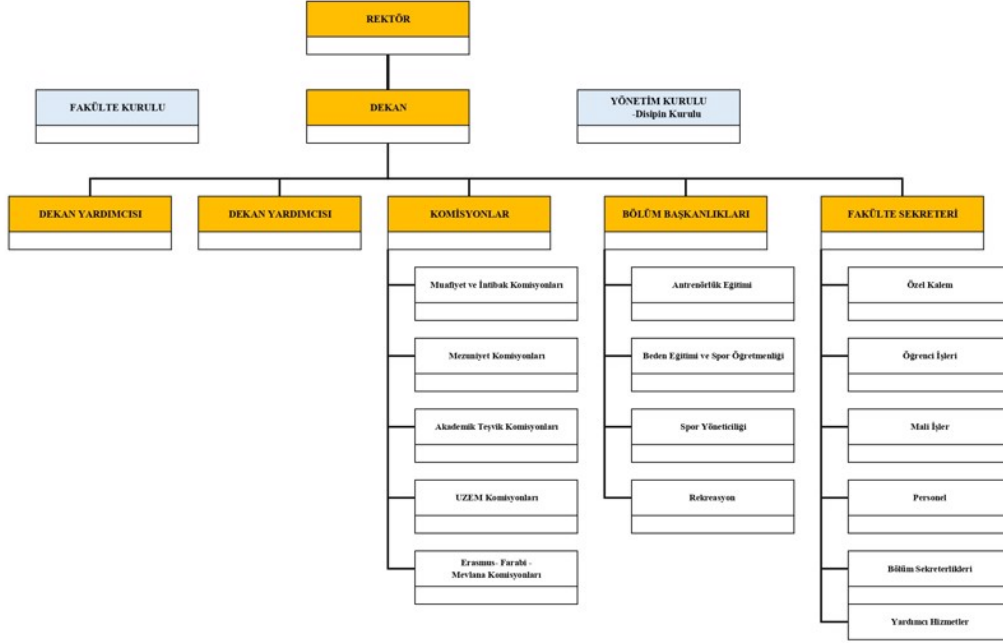 REKTÖR
FAKÜLTE KURULU
DEKAN
YÖNETİM KURULU
-Disipin Kurulu
DEKAN YARDIMCISI
DEKAN YARDIMCISI
KOMİSYONLAR
BÖLÜM BAŞKANLIKLARI
FAKÜLTE SEKRETERİ
Muafiyet ve İntibak Komisyonları
Mezuniyet Komisyonları
Akademik Teşvik Komisyonları
UZEM Komisyonları
Erasmus- Farabi -
Mevlana Komisyonları
Antrenörlük Eğitimi
Beden Eğitimi ve Spor Öğretmenliği
Spor Yöneticiliği
Rekreasyon
Özel Kalem
Öğrenci İşleri
Mali İşler
Personel
Bölüm Sekreterlikleri
Yardımcı Hizmetler